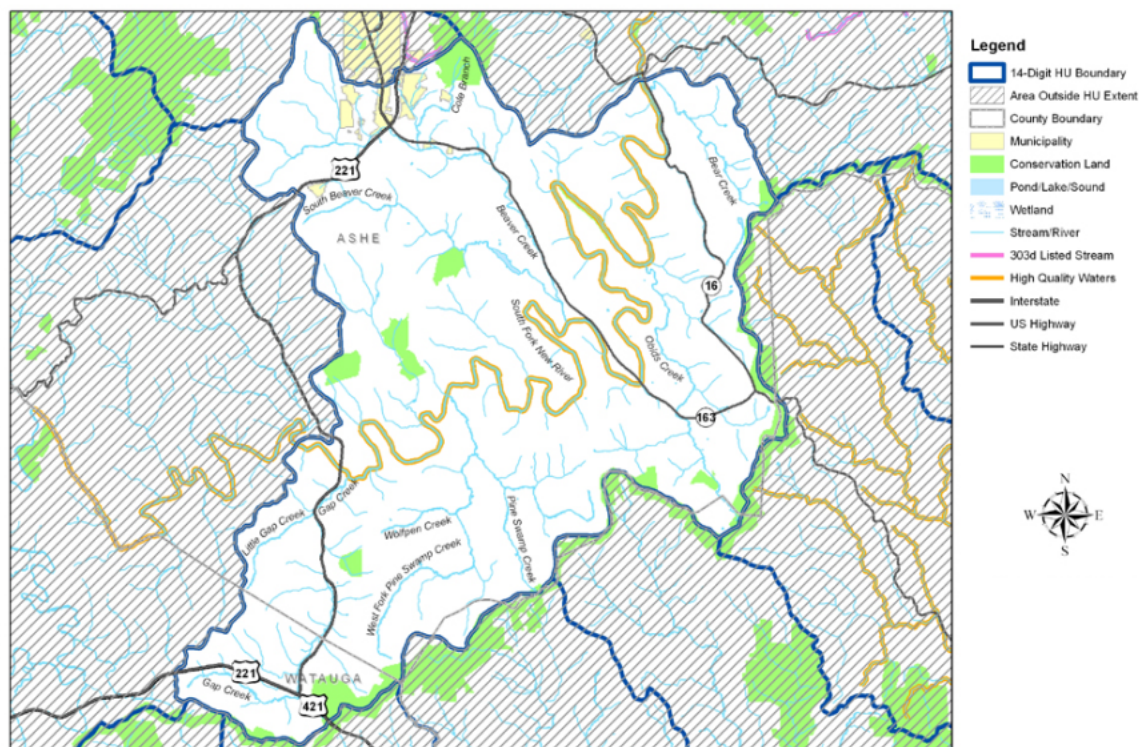 Cole Branch
221
South Beaver Creek
ASHE
Beaver Creek
Bear Creek
16
South Fork New River
Obids Creek
163
Little Gap Creek
Gap Creek
Wolfpen Creek
West Fork Pine Swamp Creek
Pine Swamp Creek
221
WATAUGA
Gap Creek
421
Legend
14-Digit HU Boundary
Area Outside HU Extent
County Boundary
Municipality
Conservation Land
Pond/Lake/Sound
Wetland
Stream/River
303d Listed Stream
High Quality Waters
Interstate
US Highway
State Highway
N
W E
S